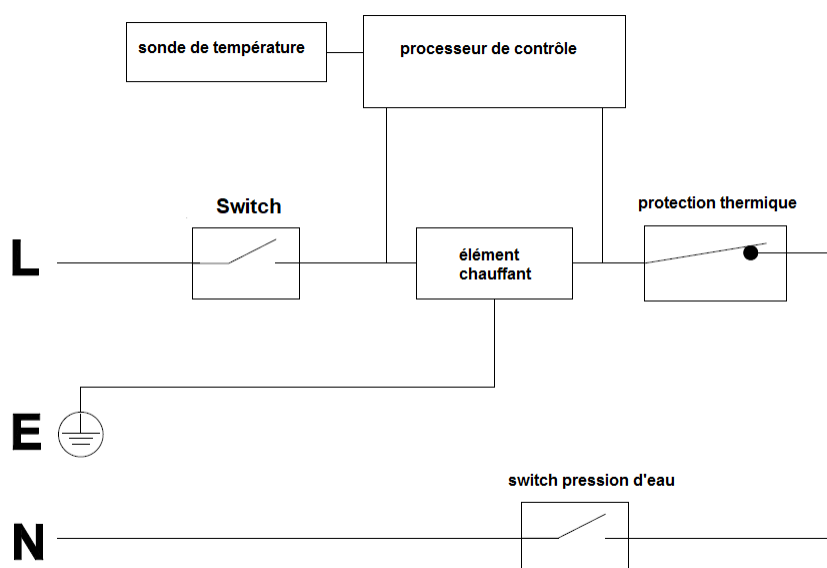 sonde de température
processeur de contrôle
Switch
protection thermique
L
élément
chauffant
E
switch pression d'eau
N